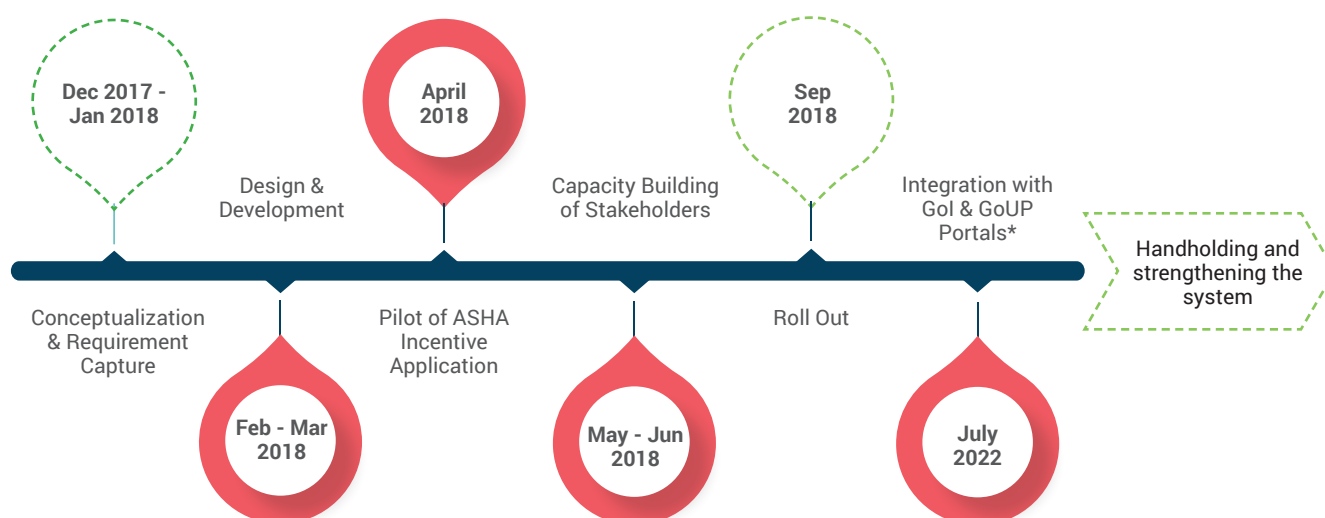 Dec 2017 -
Jan 2018
Conceptualization
& Requirement
Capture
Design &
Development
Feb - Mar
2018
April
2018
Pilot of ASHA
Incentive
Application
Capacity Building
of Stakeholders
May - Jun
2018
Sep
2018
Roll Out
Integration with
GoI & GoUP
Portals*
July
2022
Handholding and
strengthening the
system